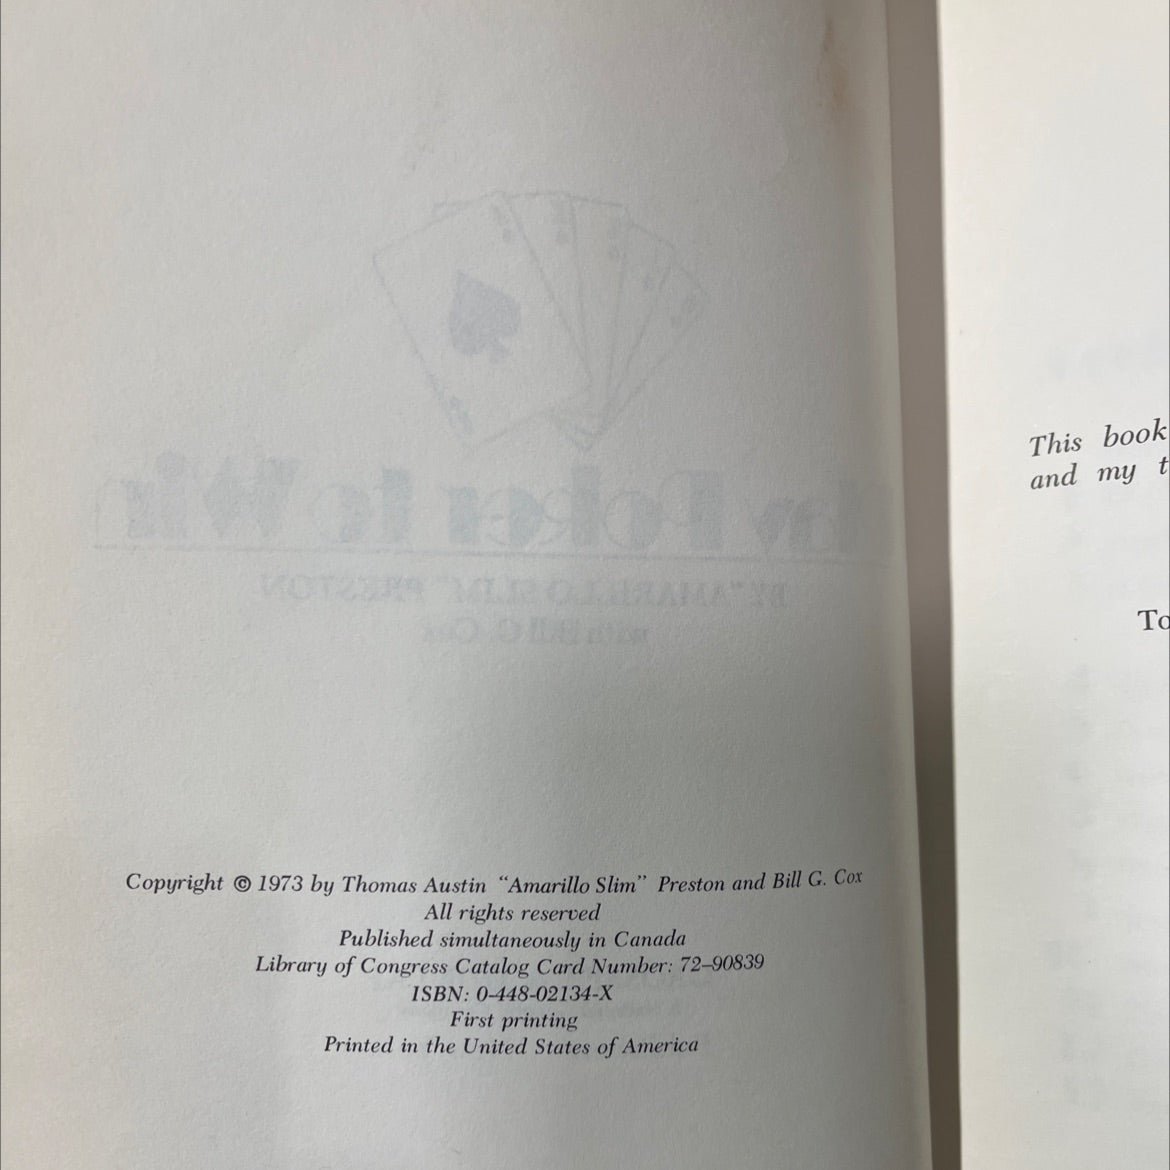 Copyright © 1973 by Thomas Austin “Amarillo Slim” Preston and Bill G. Cox
All rights reserved
Published simultaneously in Canada
Library of Congress Catalog Card Number: 72–90839
ISBN: 0-448-02134-X
First printing
Printed in the United States of America
This book
and my